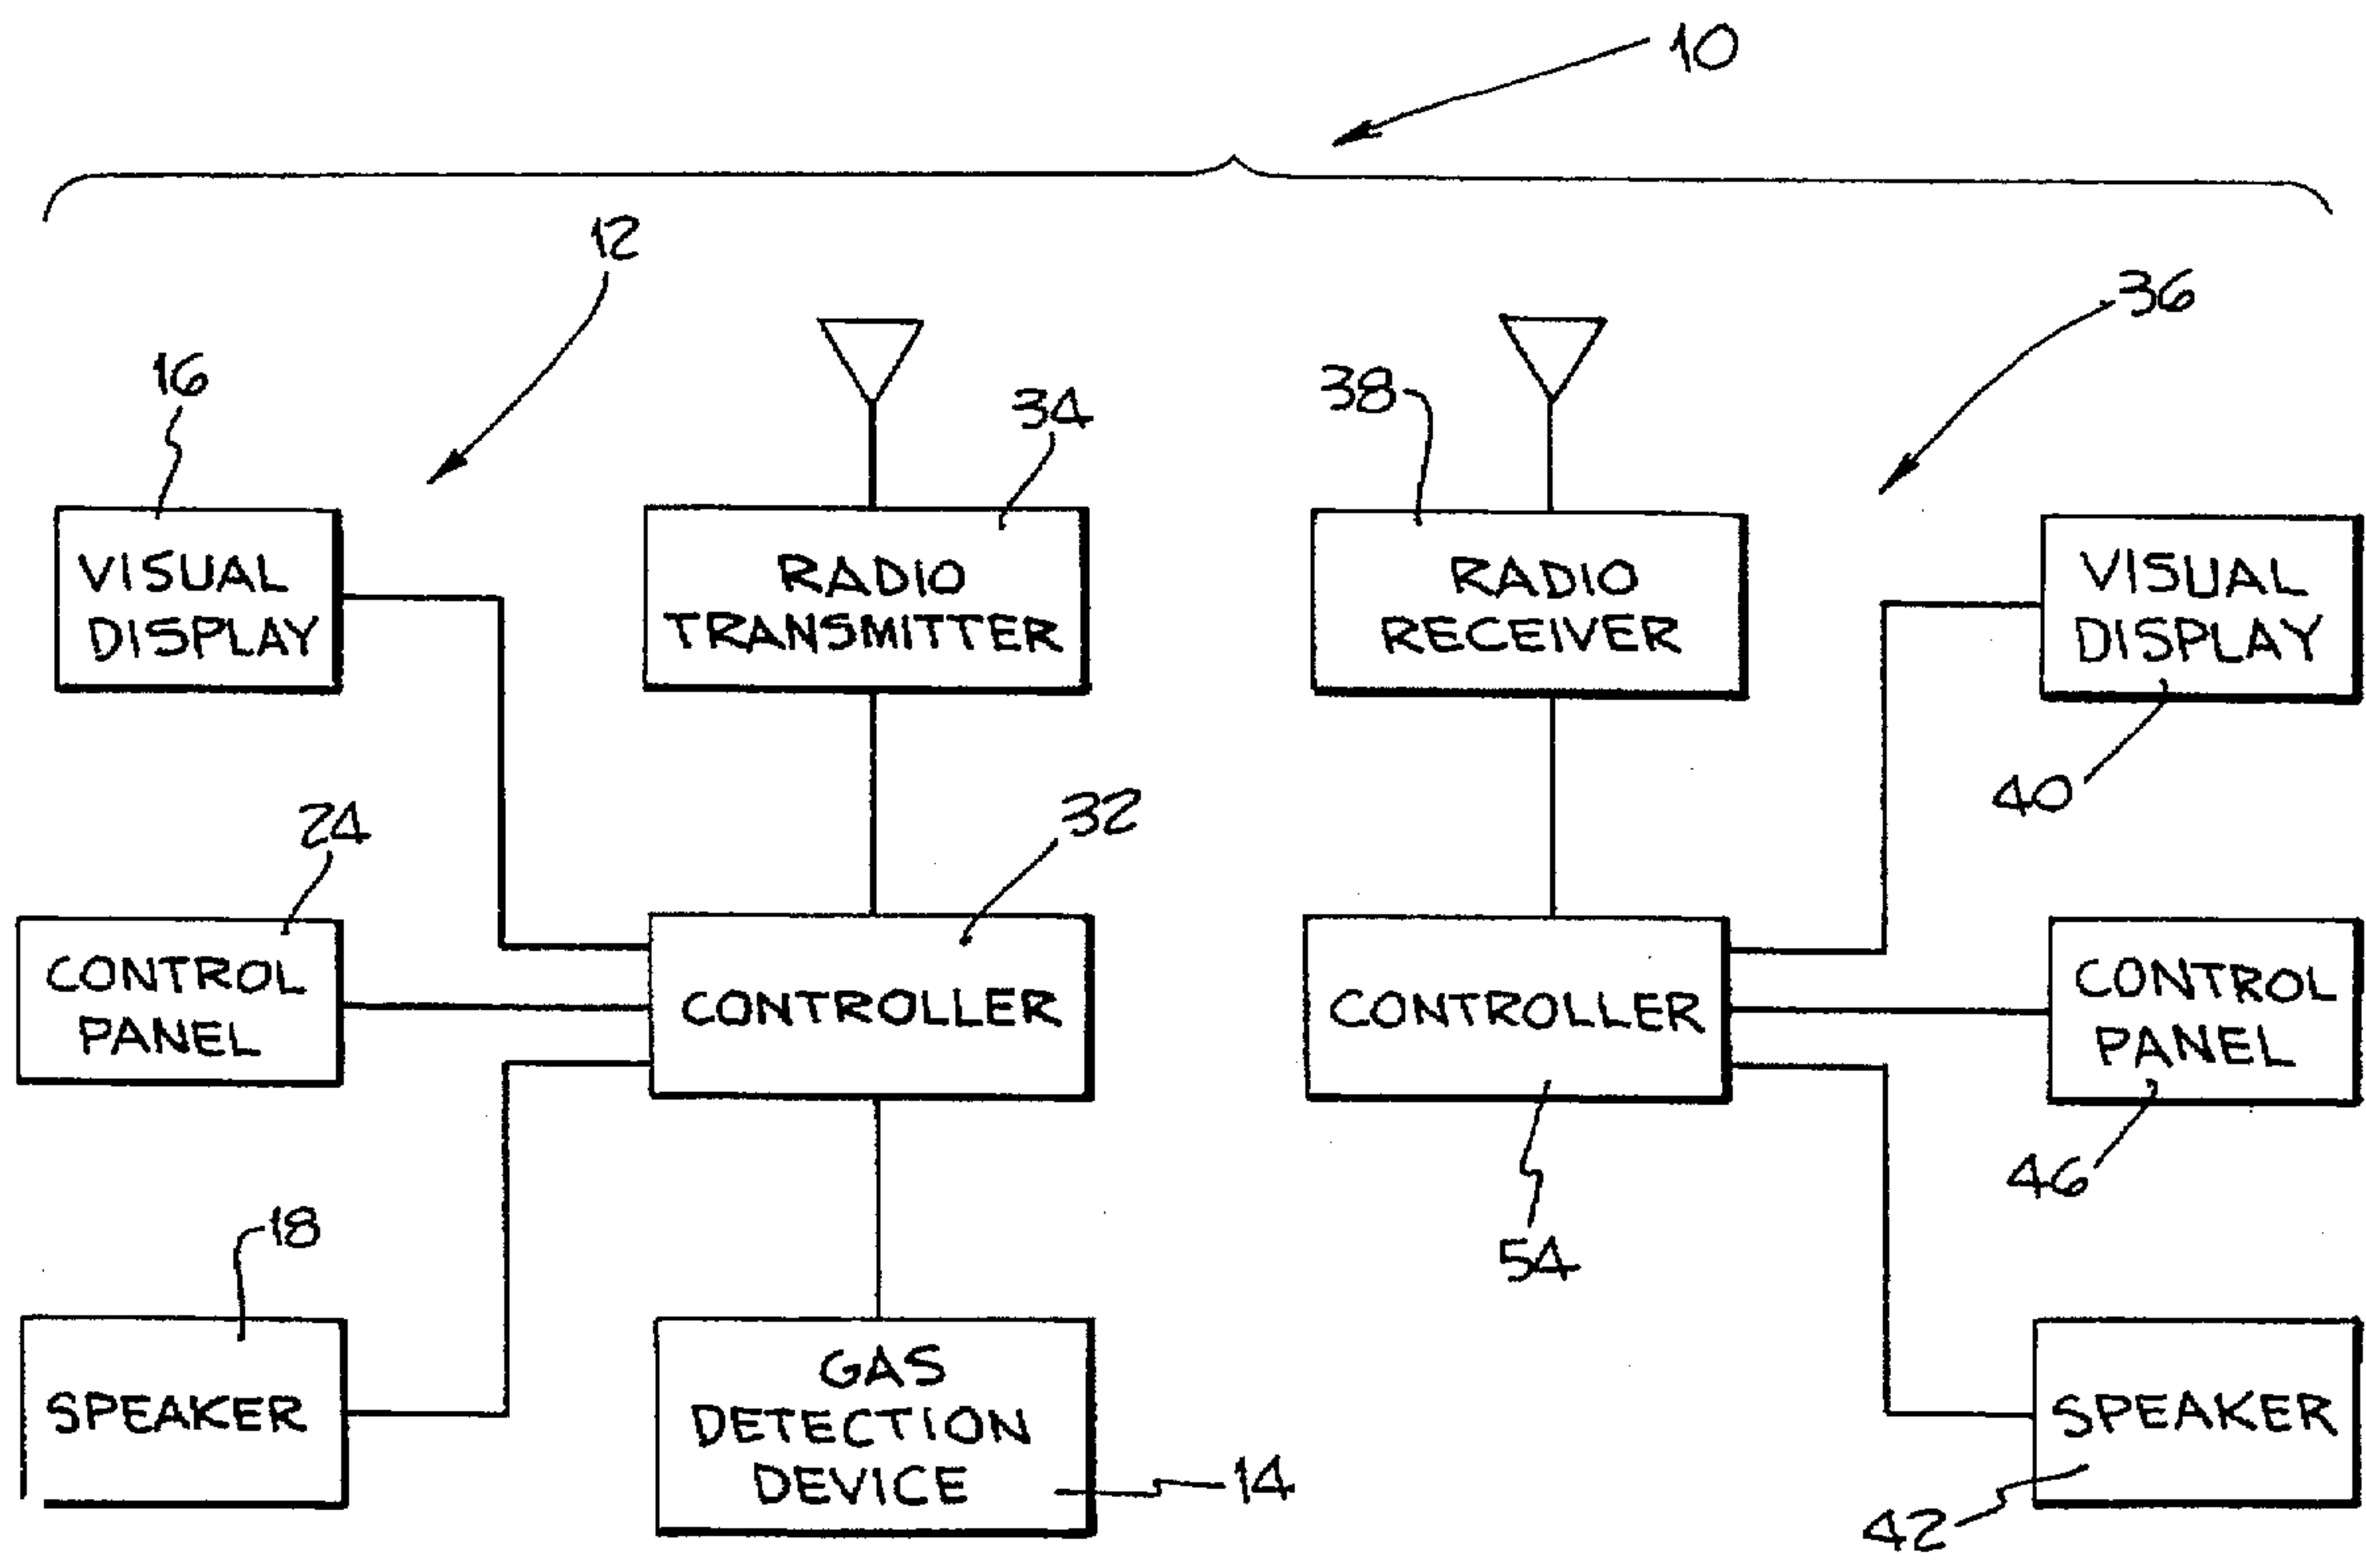 10
12
36
16
34
38
VISUAL
DISPLAY
RADIO
TRANSMITTER
RADIO
RECEIVER
VISUAL
DISPLAY
40
24
32
CONTROL
PANEL
CONTROLLER
CONTROLLER
CONTROL
PANEL
46
18
54
SPEAKER
GAS
DETECTION
DEVICE
14
SPEAKER
42